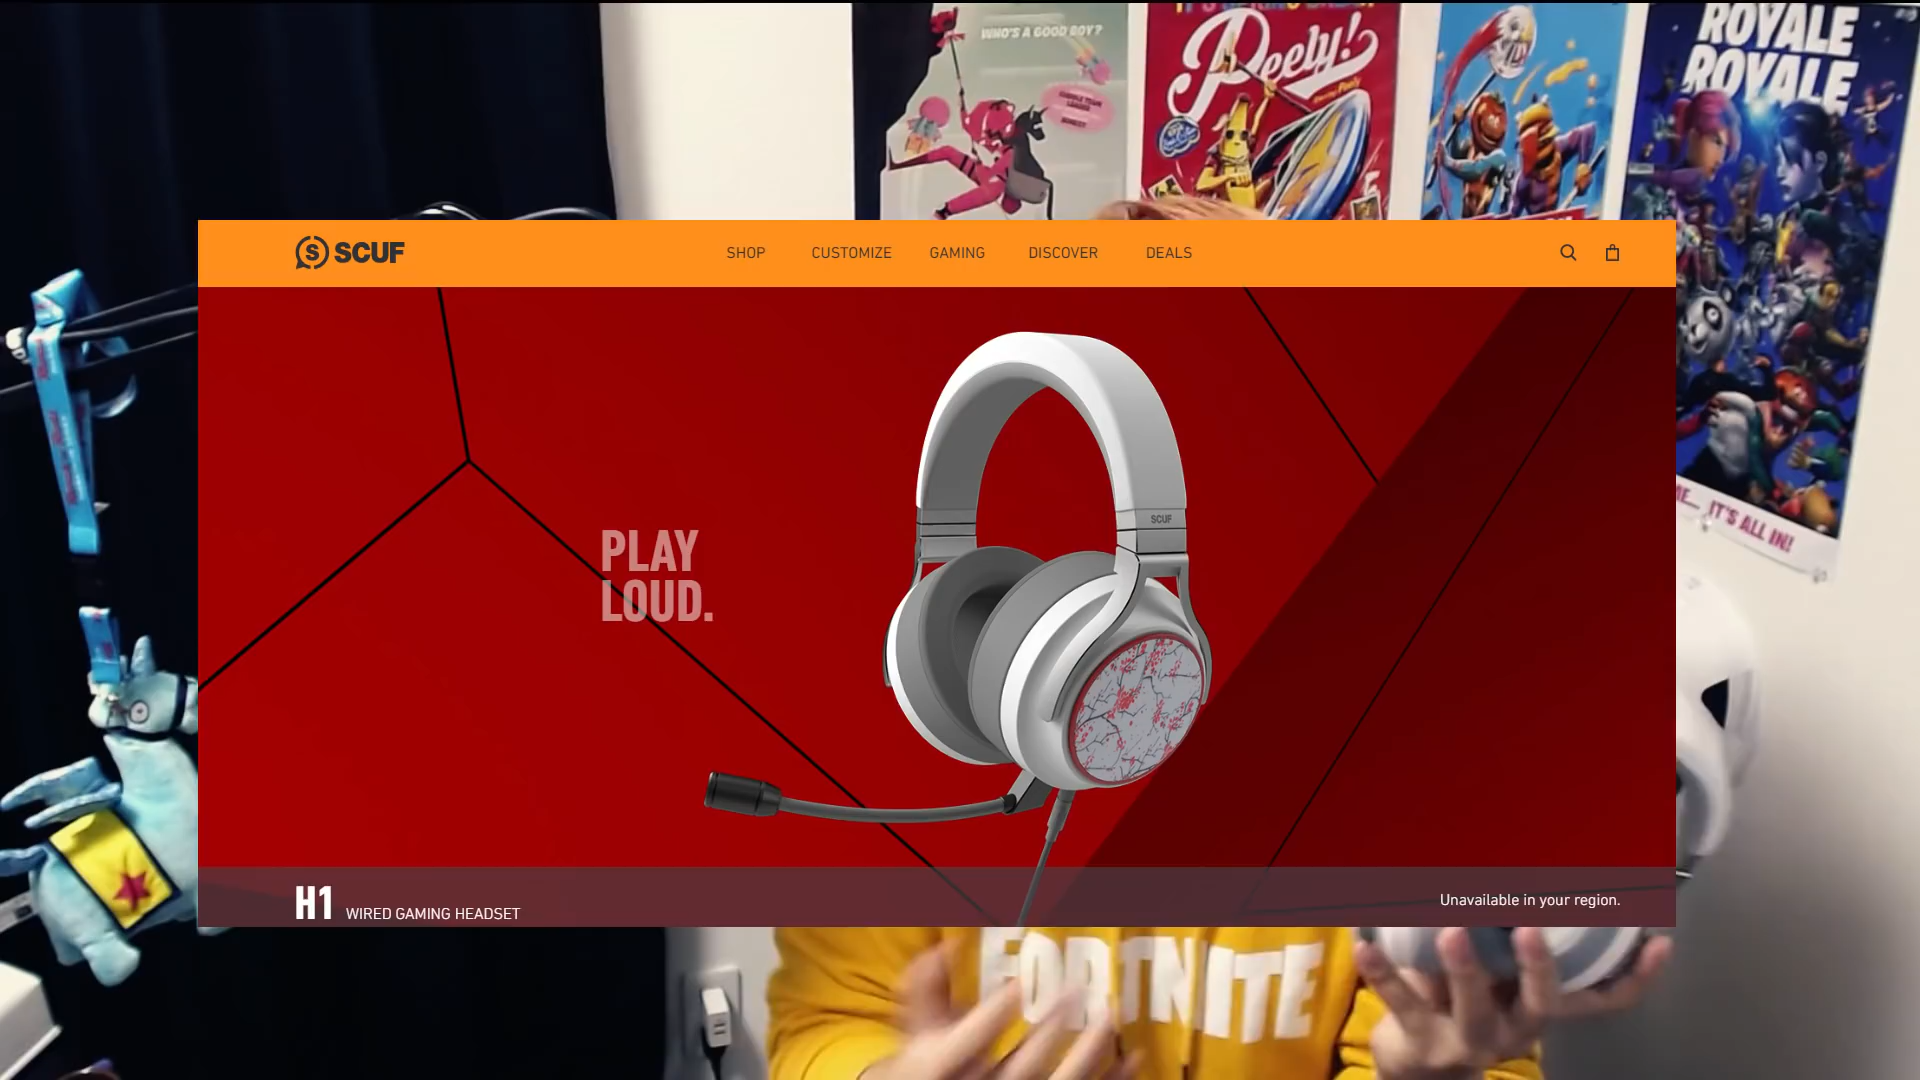 WHO'S A GOOD BOY?
Peely!
ROYALE
ROYALE
IT'S ALL IN!
SCUF
SHOP
CUSTOMIZE
GAMING
DISCOVER
DEALS
SCUF
PLAY
LOUD.
H1 WIRED GAMING HEADSET
Unavailable in your region.
FORTNITE